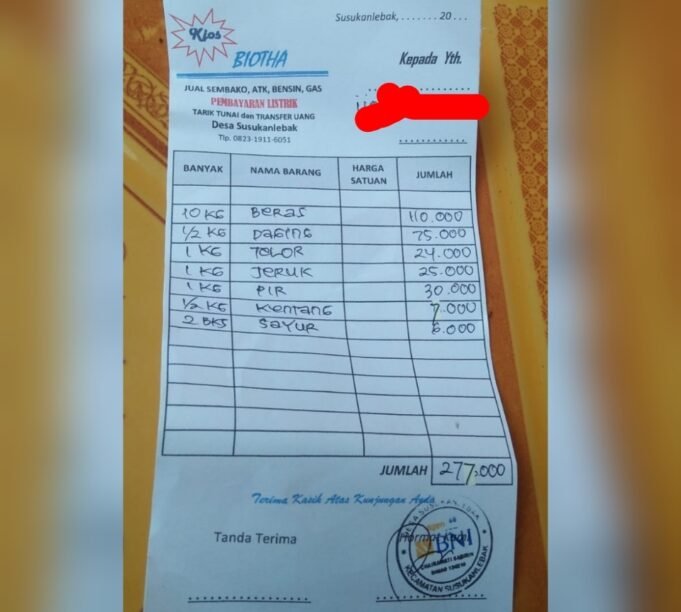 Susukanlebak, . . . . . . . 20 . . .
Kios
BIOTHA
Kepada Yth.
JUAL SEMBAKO, ATK, BENSIN, GAS
PEMBAYARAN LISTRIK
TARIK TUNAI dan TRANSFER UANG
Desa Susukanlebak
Tlp. 0823-1911-6051
BANYAK NAMA BARANG HARGA SATUAN JUMLAH
10 KG Beras 110.000
1/2 KG DAGING 75.000
1 KG TOLOR 24.000
1 KG JERUK 25.000
1 KG PIR 30.000
1/2 KG Kentang 7.000
2 BKS SAYUR 6.000
JUMLAH 277.000
Terima Kasih Atas Kunjungan Anda
Tanda Terima Hormat Kami
BNI
KECAMATAN SUSUKANLEBAK